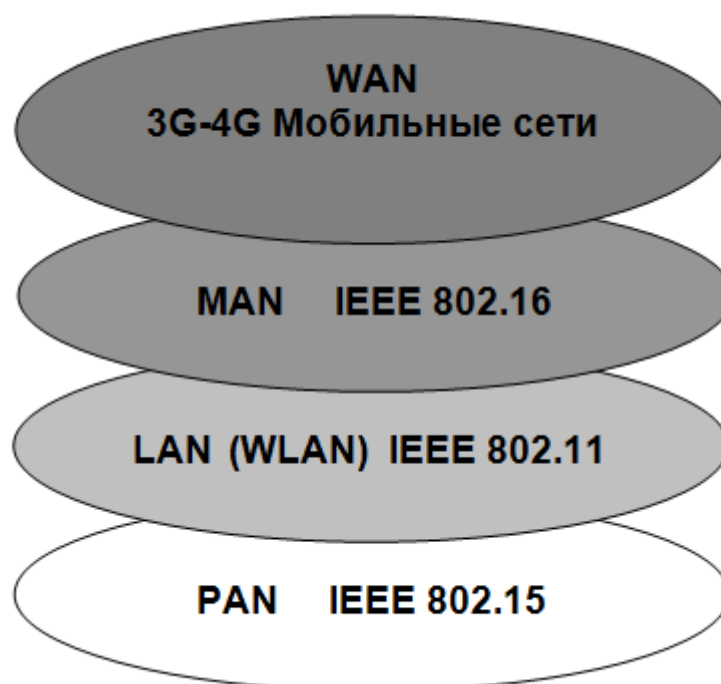 WAN
3G-4G Мобильные сети
MAN IEEE 802.16
LAN (WLAN) IEEE 802.11
PAN IEEE 802.15